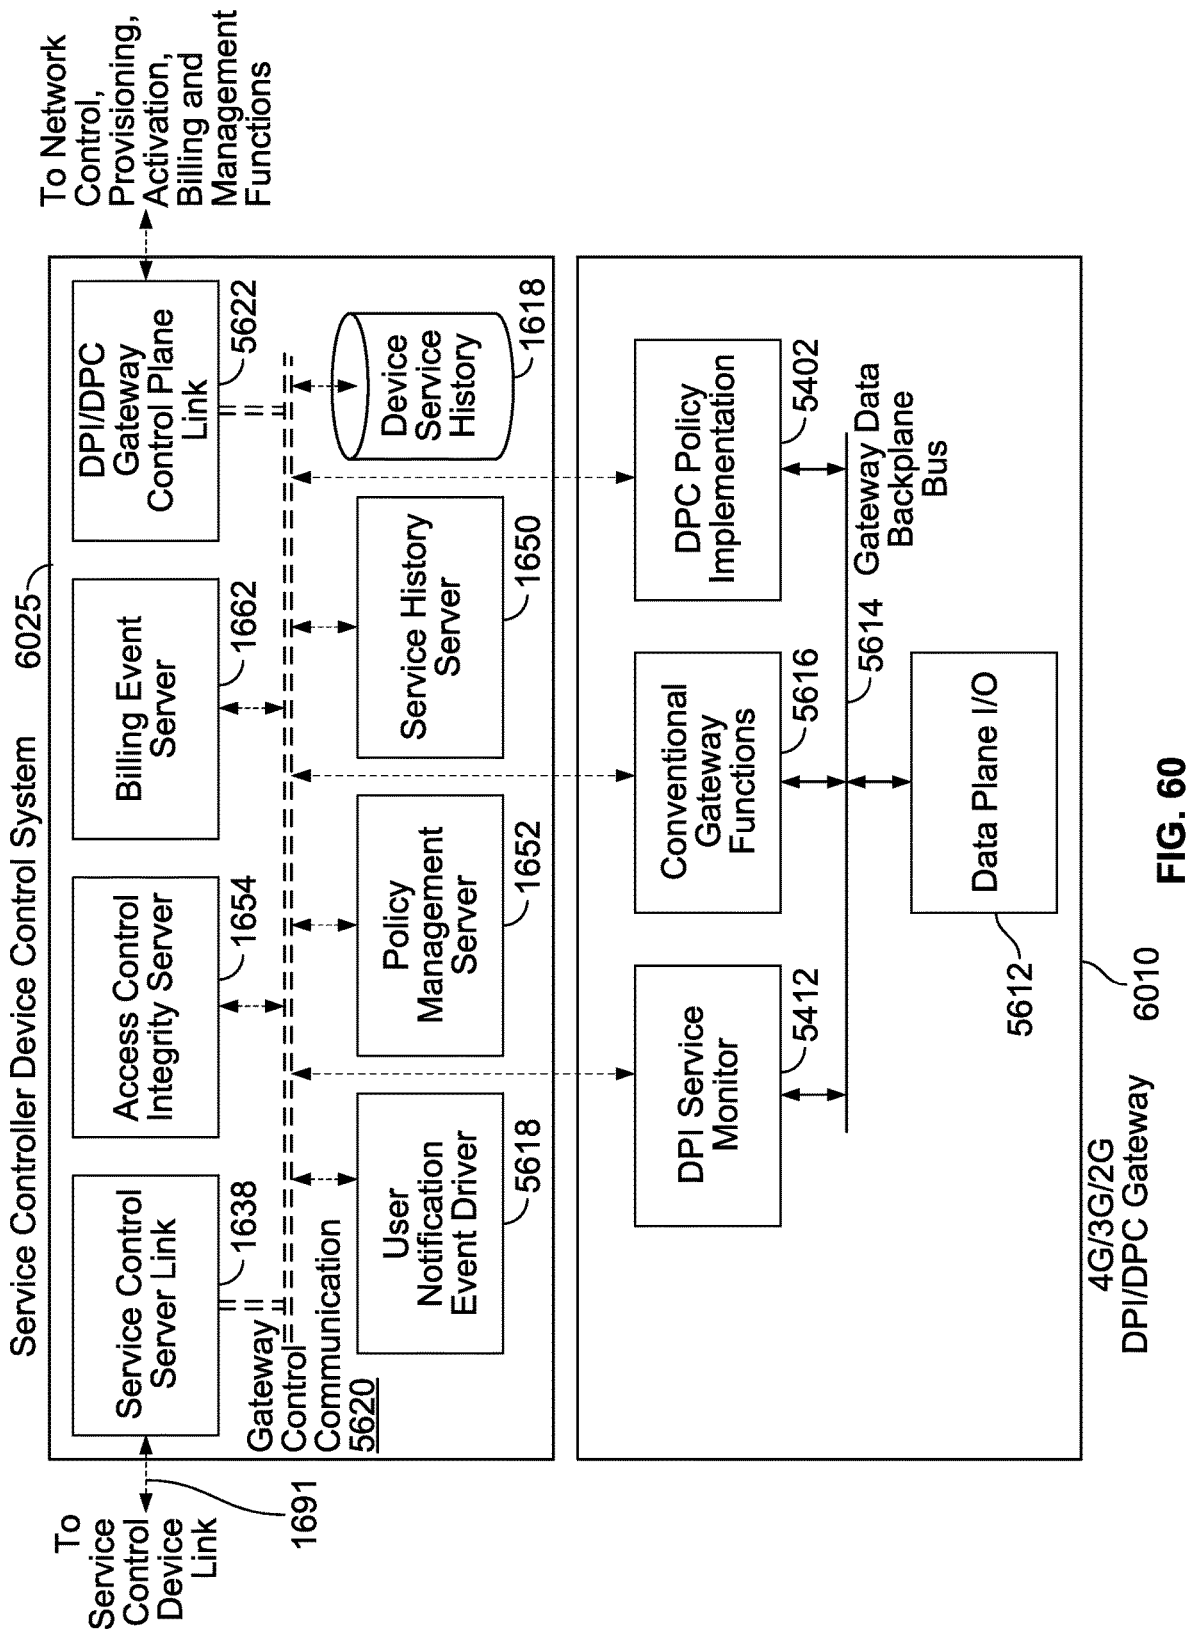 Service Controller Device Control System
6025
To
Service
Control
Device
Link
1691
Service Control
Server Link
1638
Access Control
Integrity Server
1654
Billing Event
Server
1662
DPI/DPC
Gateway
Control Plane
Link
5622
To Network
Control,
Provisioning,
Activation,
Billing and
Management
Functions
Gateway
Control
Communication
5620
User
Notification
Event Driver
5618
Policy
Management
Server
1652
Service History
Server
1650
Device
Service
History
1618
DPI Service
Monitor
5412
Conventional
Gateway
Functions
5616
DPC Policy
Implementation
5402
5614
Gateway Data
Backplane
Bus
Data Plane I/O
5612
4G/3G/2G
DPI/DPC Gateway
6010
FIG. 60